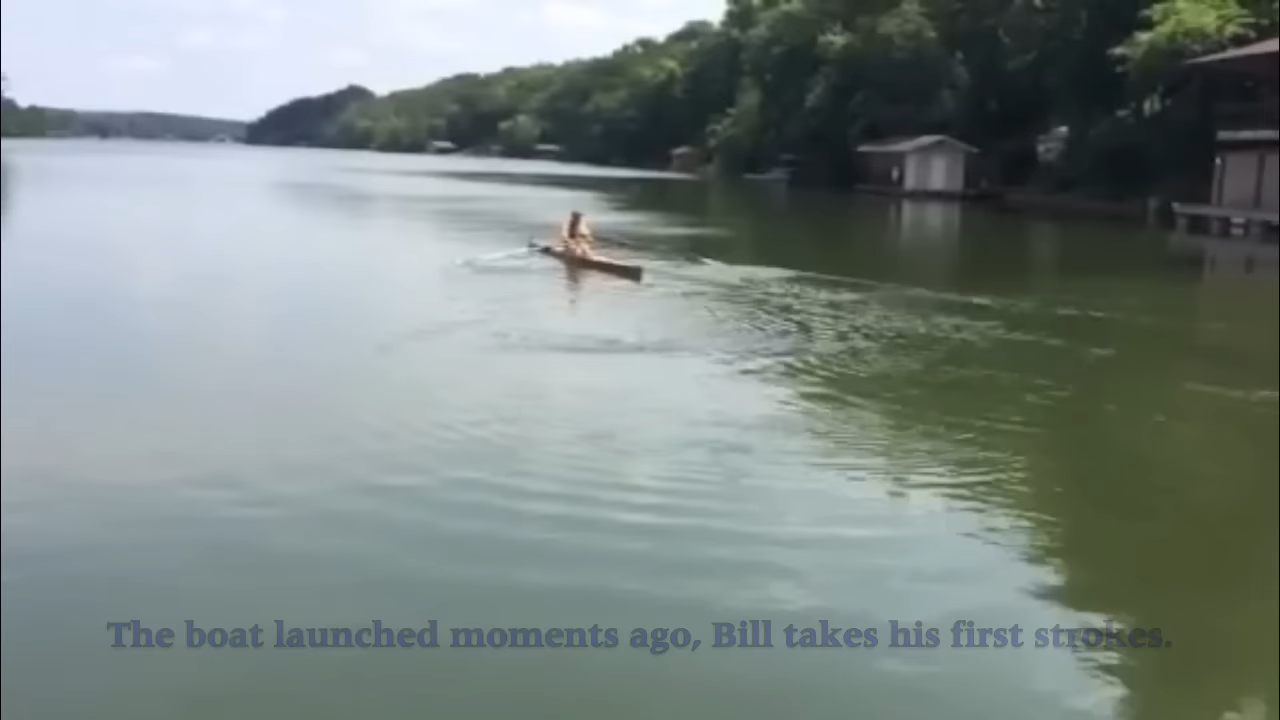 The boat launched moments ago, Bill takes his first strokes.